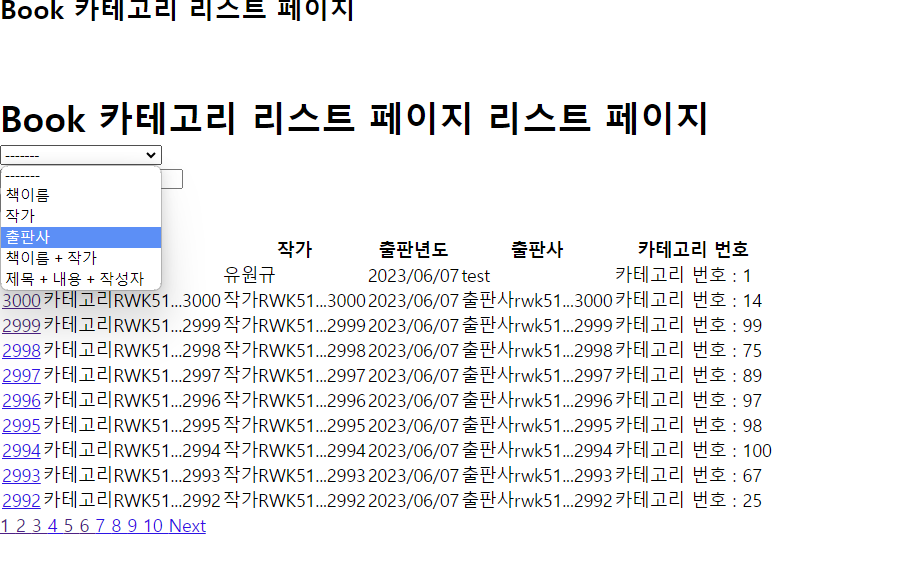 Book 카테고리 리스트 페이지
Book 카테고리 리스트 페이지 리스트 페이지
-------
-------
책이름
작가
출판사
책이름 + 작가
제목 + 내용 + 작성자
작가 출판년도 출판사 카테고리 번호
유원규 2023/06/07 test 카테고리 번호 : 1
3000 카테고리RWK51...3000 작가RWK51...3000 2023/06/07 출판사rwk51...3000 카테고리 번호 : 14
2999 카테고리RWK51...2999 작가RWK51...2999 2023/06/07 출판사rwk51...2999 카테고리 번호 : 99
2998 카테고리RWK51...2998 작가RWK51...2998 2023/06/07 출판사rwk51...2998 카테고리 번호 : 75
2997 카테고리RWK51...2997 작가RWK51...2997 2023/06/07 출판사rwk51...2997 카테고리 번호 : 89
2996 카테고리RWK51...2996 작가RWK51...2996 2023/06/07 출판사rwk51...2996 카테고리 번호 : 97
2995 카테고리RWK51...2995 작가RWK51...2995 2023/06/07 출판사rwk51...2995 카테고리 번호 : 98
2994 카테고리RWK51...2994 작가RWK51...2994 2023/06/07 출판사rwk51...2994 카테고리 번호 : 100
2993 카테고리RWK51...2993 작가RWK51...2993 2023/06/07 출판사rwk51...2993 카테고리 번호 : 67
2992 카테고리RWK51...2992 작가RWK51...2992 2023/06/07 출판사rwk51...2992 카테고리 번호 : 25
1 2 3 4 5 6 7 8 9 10 Next